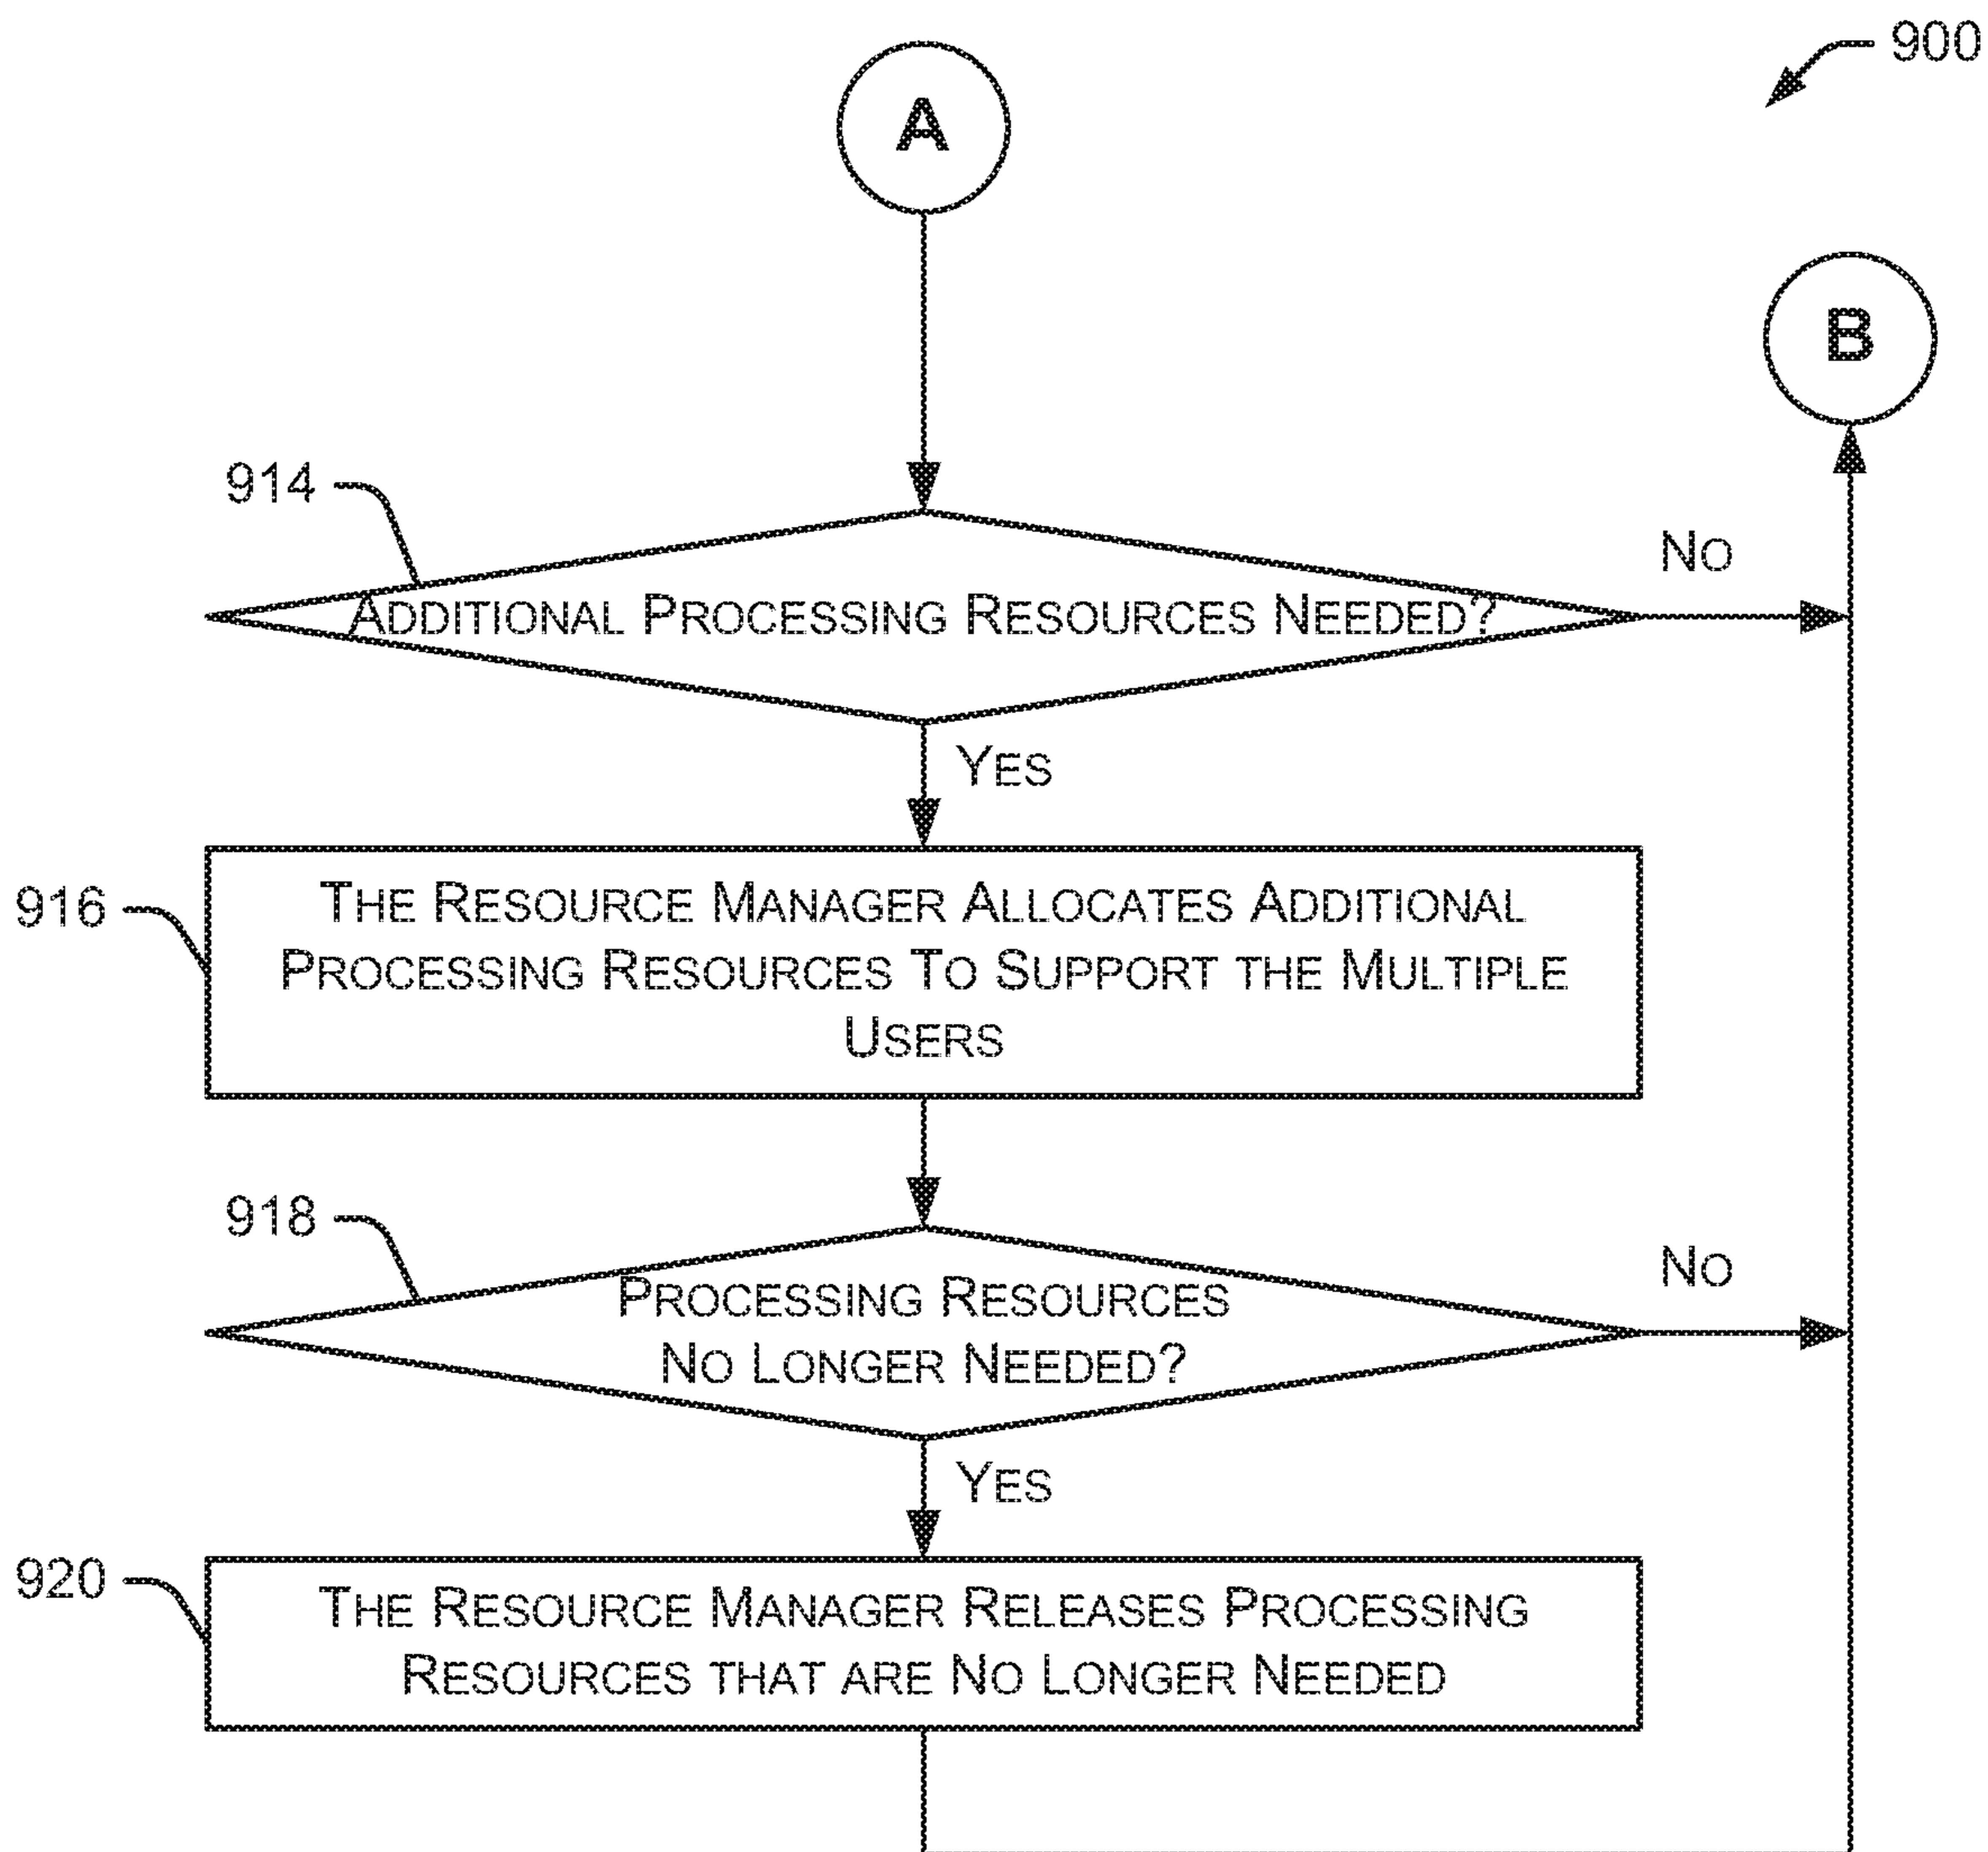 900
A
B
914
ADDITIONAL PROCESSING RESOURCES NEEDED?
NO
YES
916
THE RESOURCE MANAGER ALLOCATES ADDITIONAL
PROCESSING RESOURCES TO SUPPORT THE MULTIPLE
USERS
918
PROCESSING RESOURCES
NO LONGER NEEDED?
NO
YES
920
THE RESOURCE MANAGER RELEASES PROCESSING
RESOURCES THAT ARE NO LONGER NEEDED